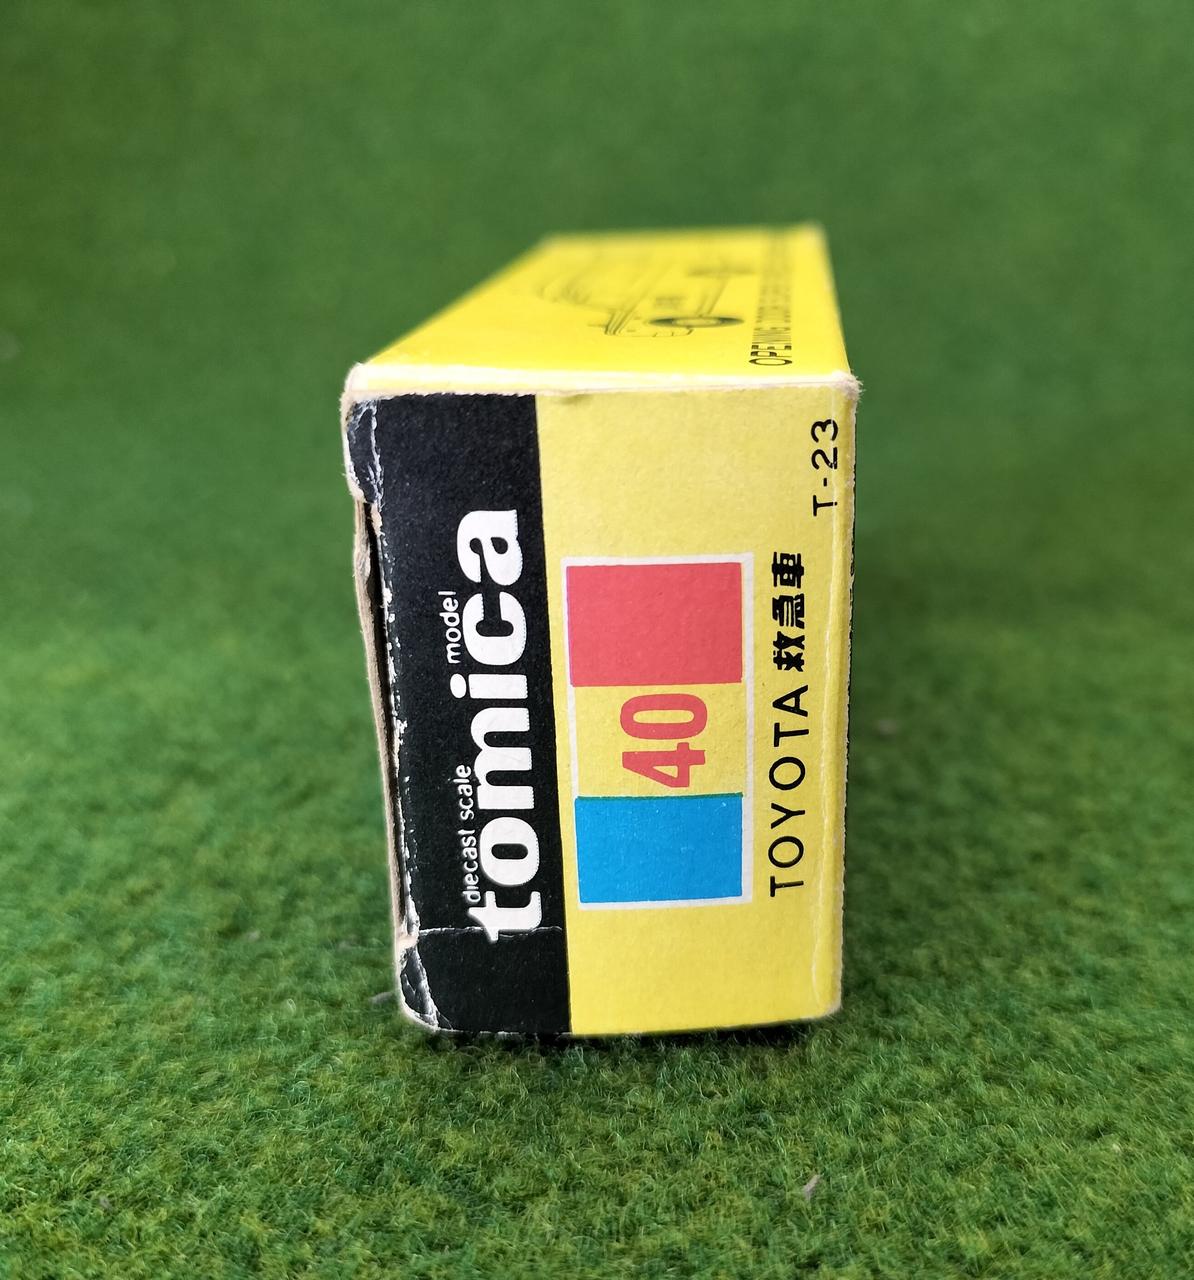 diecast scale model
tomica
40
TOYOTA 救急車
T-23
OPENING